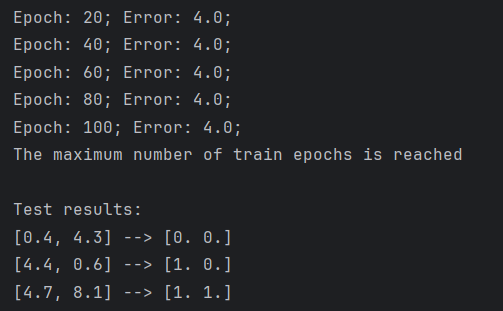 Epoch: 20; Error: 4.0;
Epoch: 40; Error: 4.0;
Epoch: 60; Error: 4.0;
Epoch: 80; Error: 4.0;
Epoch: 100; Error: 4.0;
The maximum number of train epochs is reached
Test results:
[0.4, 4.3] --> [0. 0.]
[4.4, 0.6] --> [1. 0.]
[4.7, 8.1] --> [1. 1.]